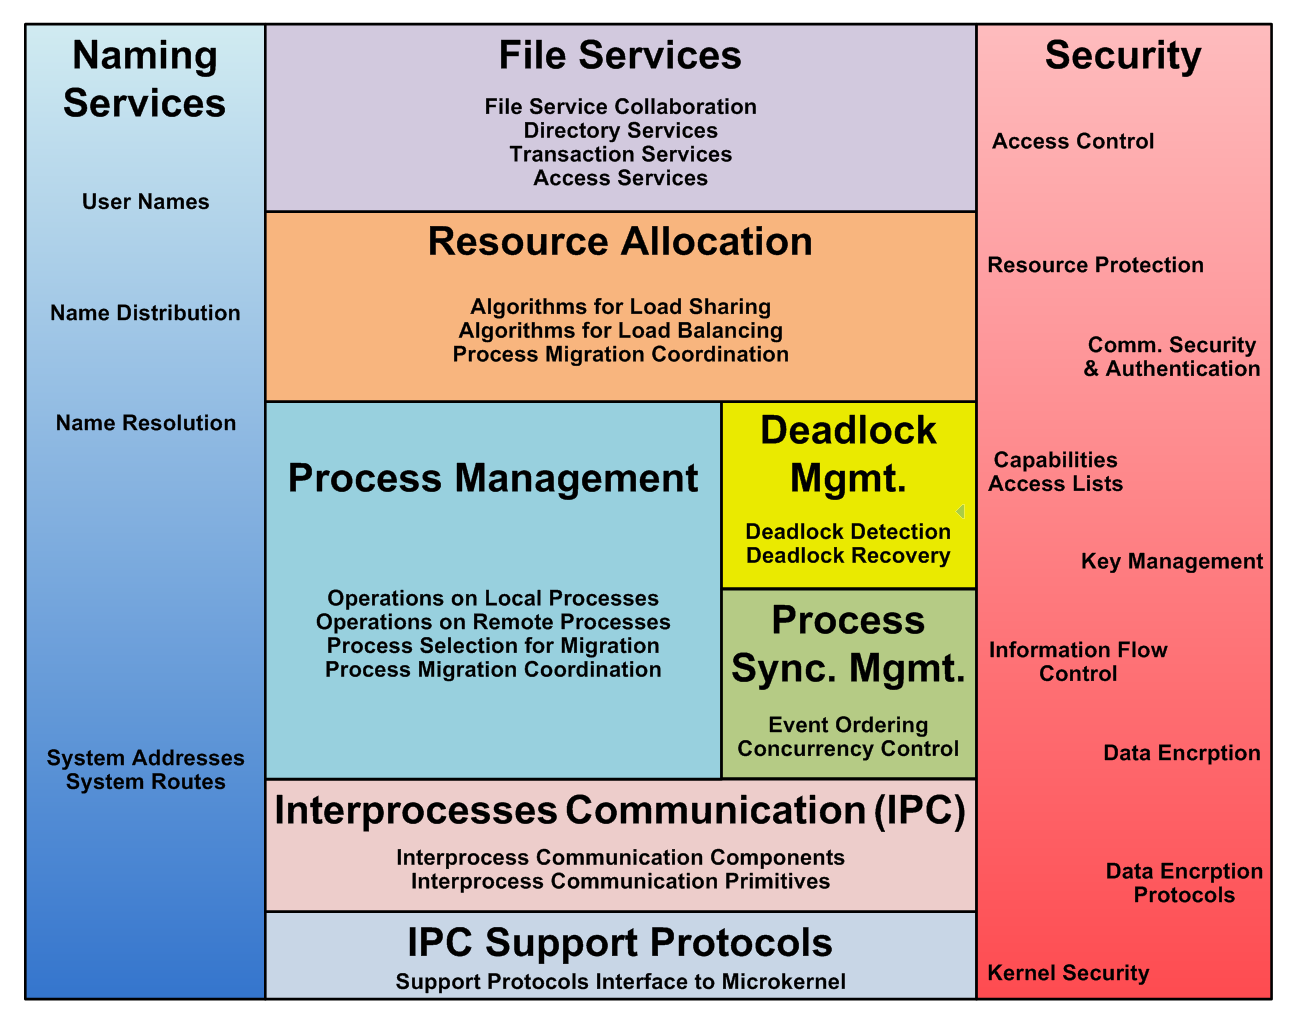 Naming
Services
User Names
Name Distribution
Name Resolution
System Addresses
System Routes
File Services
File Service Collaboration
Directory Services
Transaction Services
Access Services
Resource Allocation
Algorithms for Load Sharing
Algorithms for Load Balancing
Process Migration Coordination
Process Management
Operations on Local Processes
Operations on Remote Processes
Process Selection for Migration
Process Migration Coordination
Deadlock
Mgmt.
Deadlock Detection
Deadlock Recovery
Process
Sync. Mgmt.
Event Ordering
Concurrency Control
Interprocesses Communication (IPC)
Interprocess Communication Components
Interprocess Communication Primitives
IPC Support Protocols
Support Protocols Interface to Microkernel
Security
Access Control
Resource Protection
Comm. Security
& Authentication
Capabilities
Access Lists
Key Management
Information Flow
Control
Data Encrption
Data Encrption
Protocols
Kernel Security